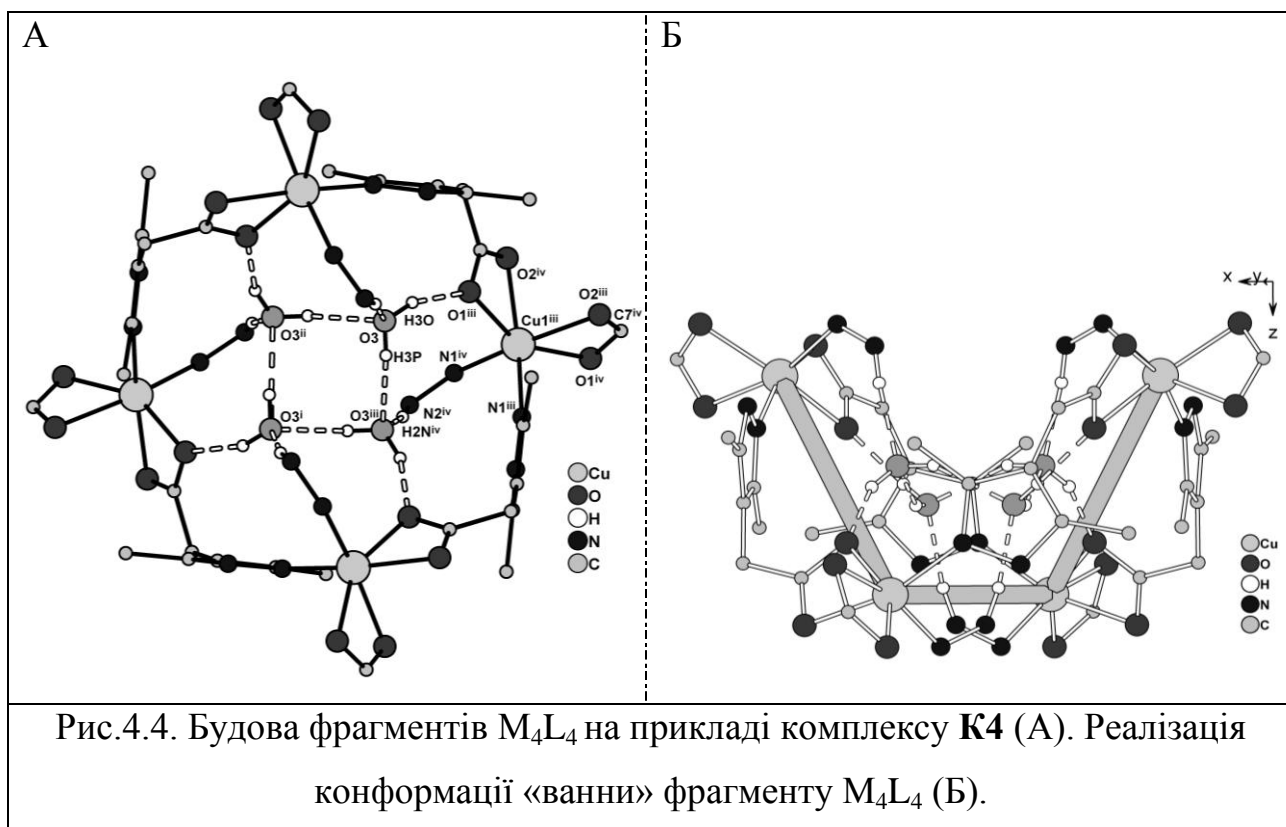 А
Б
O2ⁱᵛ
O2ⁱⁱⁱ
C7ⁱᵛ
H3O
O1ⁱⁱⁱ
Cu1ⁱⁱⁱ
O3ⁱⁱ
O3
H3P
N1ⁱᵛ
O1ⁱᵛ
N2ⁱᵛ
N1ⁱⁱⁱ
O3ⁱ
O3ⁱⁱⁱ
H2Nⁱᵛ
Cu
O
H
N
C
x y
z
Cu
O
H
N
C
Рис.4.4. Будова фрагментів M₄L₄ на прикладі комплексу К4 (А). Реалізація
конформації «ванни» фрагменту M₄L₄ (Б).